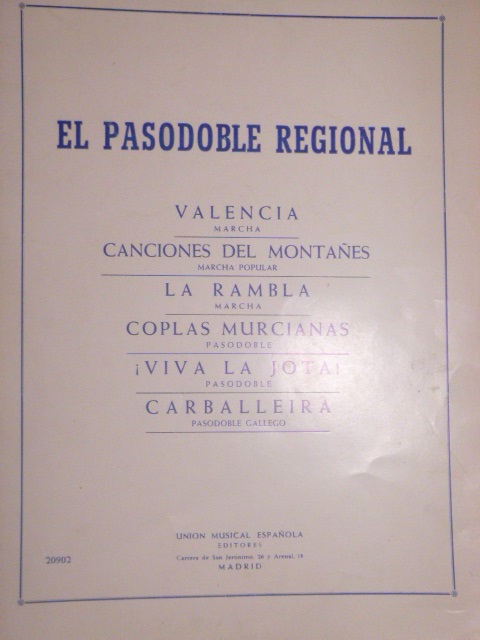 EL PASODOBLE REGIONAL
VALENCIA
MARCHA
CANCIONES DEL MONTAÑES
MARCHA POPULAR
LA RAMBLA
MARCHA
COPLAS MURCIANAS
PASODOBLE
¡VIVA LA JOTA!
PASODOBLE
CARBALLEIRA
PASODOBLE GALLEGO
UNION MUSICAL ESPAÑOLA
EDITORES
Carrera de San Jerónimo, 26 y Arenal, 18
MADRID
20902